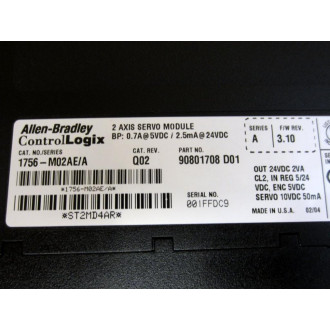 Allen-Bradley
ControlLogix
2 AXIS SERVO MODULE
BP: 0.7A@5VDC / 2.5mA@24VDC
SERIES
A
F/W REV.
3.10
CAT. NO./SERIES
1756-M02AE/A
CAT. REV.
Q02
PART NO.
90801708 D01
*1756-M02AE/A*
SERIAL NO.
001FFDC9
*ST2MD4AR*
OUT 24VDC 2VA
CL2, IN REG 5/24
VDC, ENC 5VDC
SERVO 10VDC 50mA
MADE IN U.S.A. 02/04